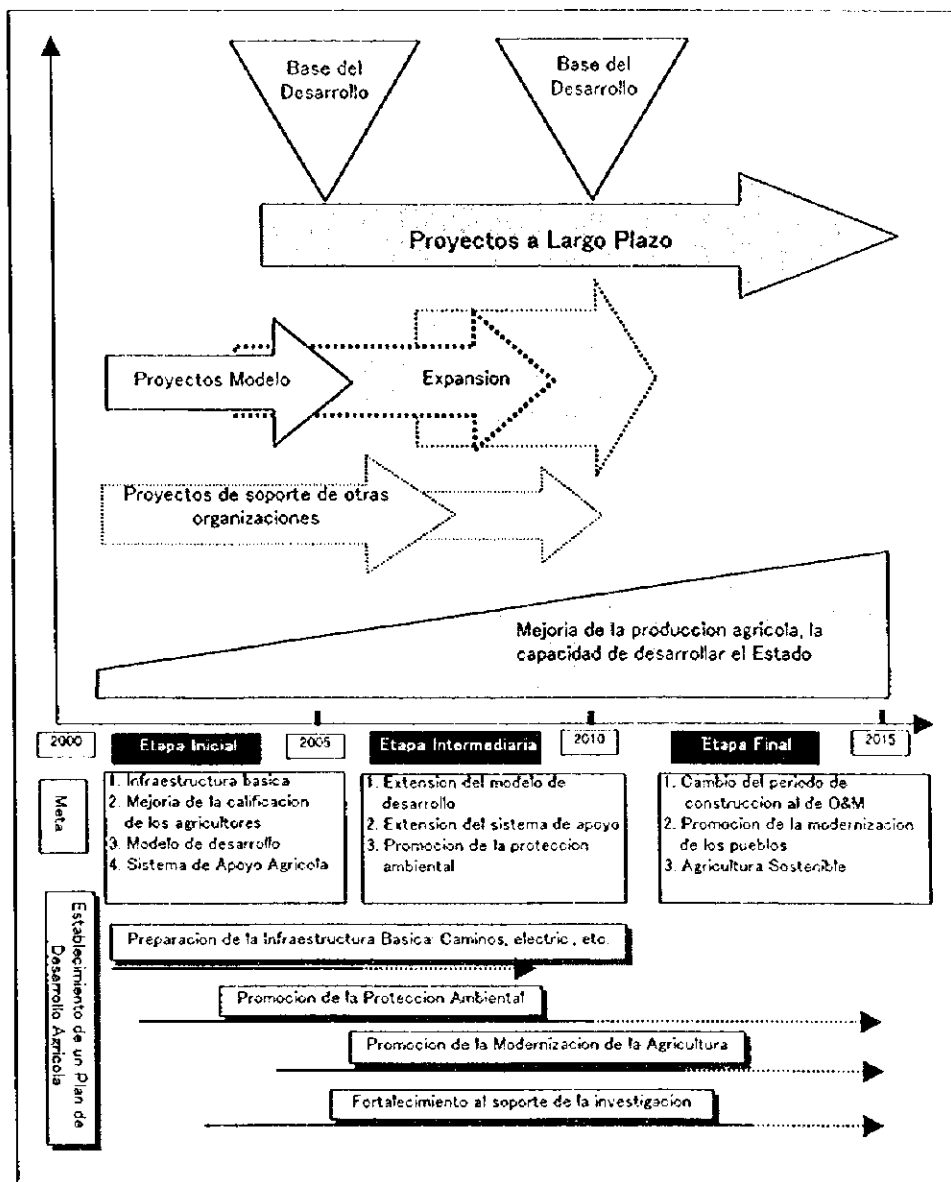 Base del
Desarrollo
Base del
Desarrollo
Proyectos a Largo Plazo
Proyectos Modelo
Expansion
Proyectos de soporte de otras
organizaciones
Mejoria de la produccion agricola, la
capacidad de desarrollar el Estado
2000
Etapa Inicial
2005
Etapa Intermediaria
2010
Etapa Final
2015
Meta
1. Infraestructura basica
2. Mejoria de la calificacion
de los agricultores
3. Modelo de desarrollo
4. Sistema de Apoyo Agricola
1. Extension del modelo de
desarrollo
2. Extension del sistema de apoyo
3. Promocion de la proteccion
ambiental
1. Cambio del periodo de
construccion al de O&M
2. Promocion de la modernizacion
de los pueblos
3. Agricultura Sostenible
Establecimiento de un Plan de
Desarrollo Agricola
Preparacion de la Infraestructura Basica: Caminos, electric., etc.
Promocion de la Proteccion Ambiental
Promocion de la Modernizacion de la Agricultura
Fortalecimiento al soporte de la investigacion